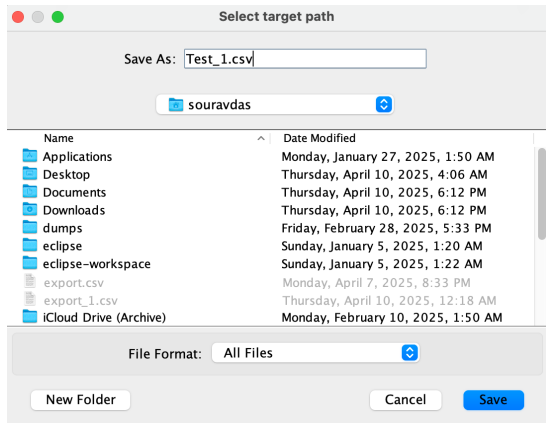 Select target path
Save As: Test_1.csv
souravdas
Name Date Modified
Applications Monday, January 27, 2025, 1:50 AM
Desktop Thursday, April 10, 2025, 4:06 AM
Documents Thursday, April 10, 2025, 6:12 PM
Downloads Thursday, April 10, 2025, 6:12 PM
dumps Friday, February 28, 2025, 5:33 PM
eclipse Sunday, January 5, 2025, 1:20 AM
eclipse-workspace Sunday, January 5, 2025, 1:22 AM
export.csv Monday, April 7, 2025, 8:33 PM
export_1.csv Thursday, April 10, 2025, 12:18 AM
iCloud Drive (Archive) Monday, February 10, 2025, 1:50 AM
File Format: All Files
New Folder Cancel Save